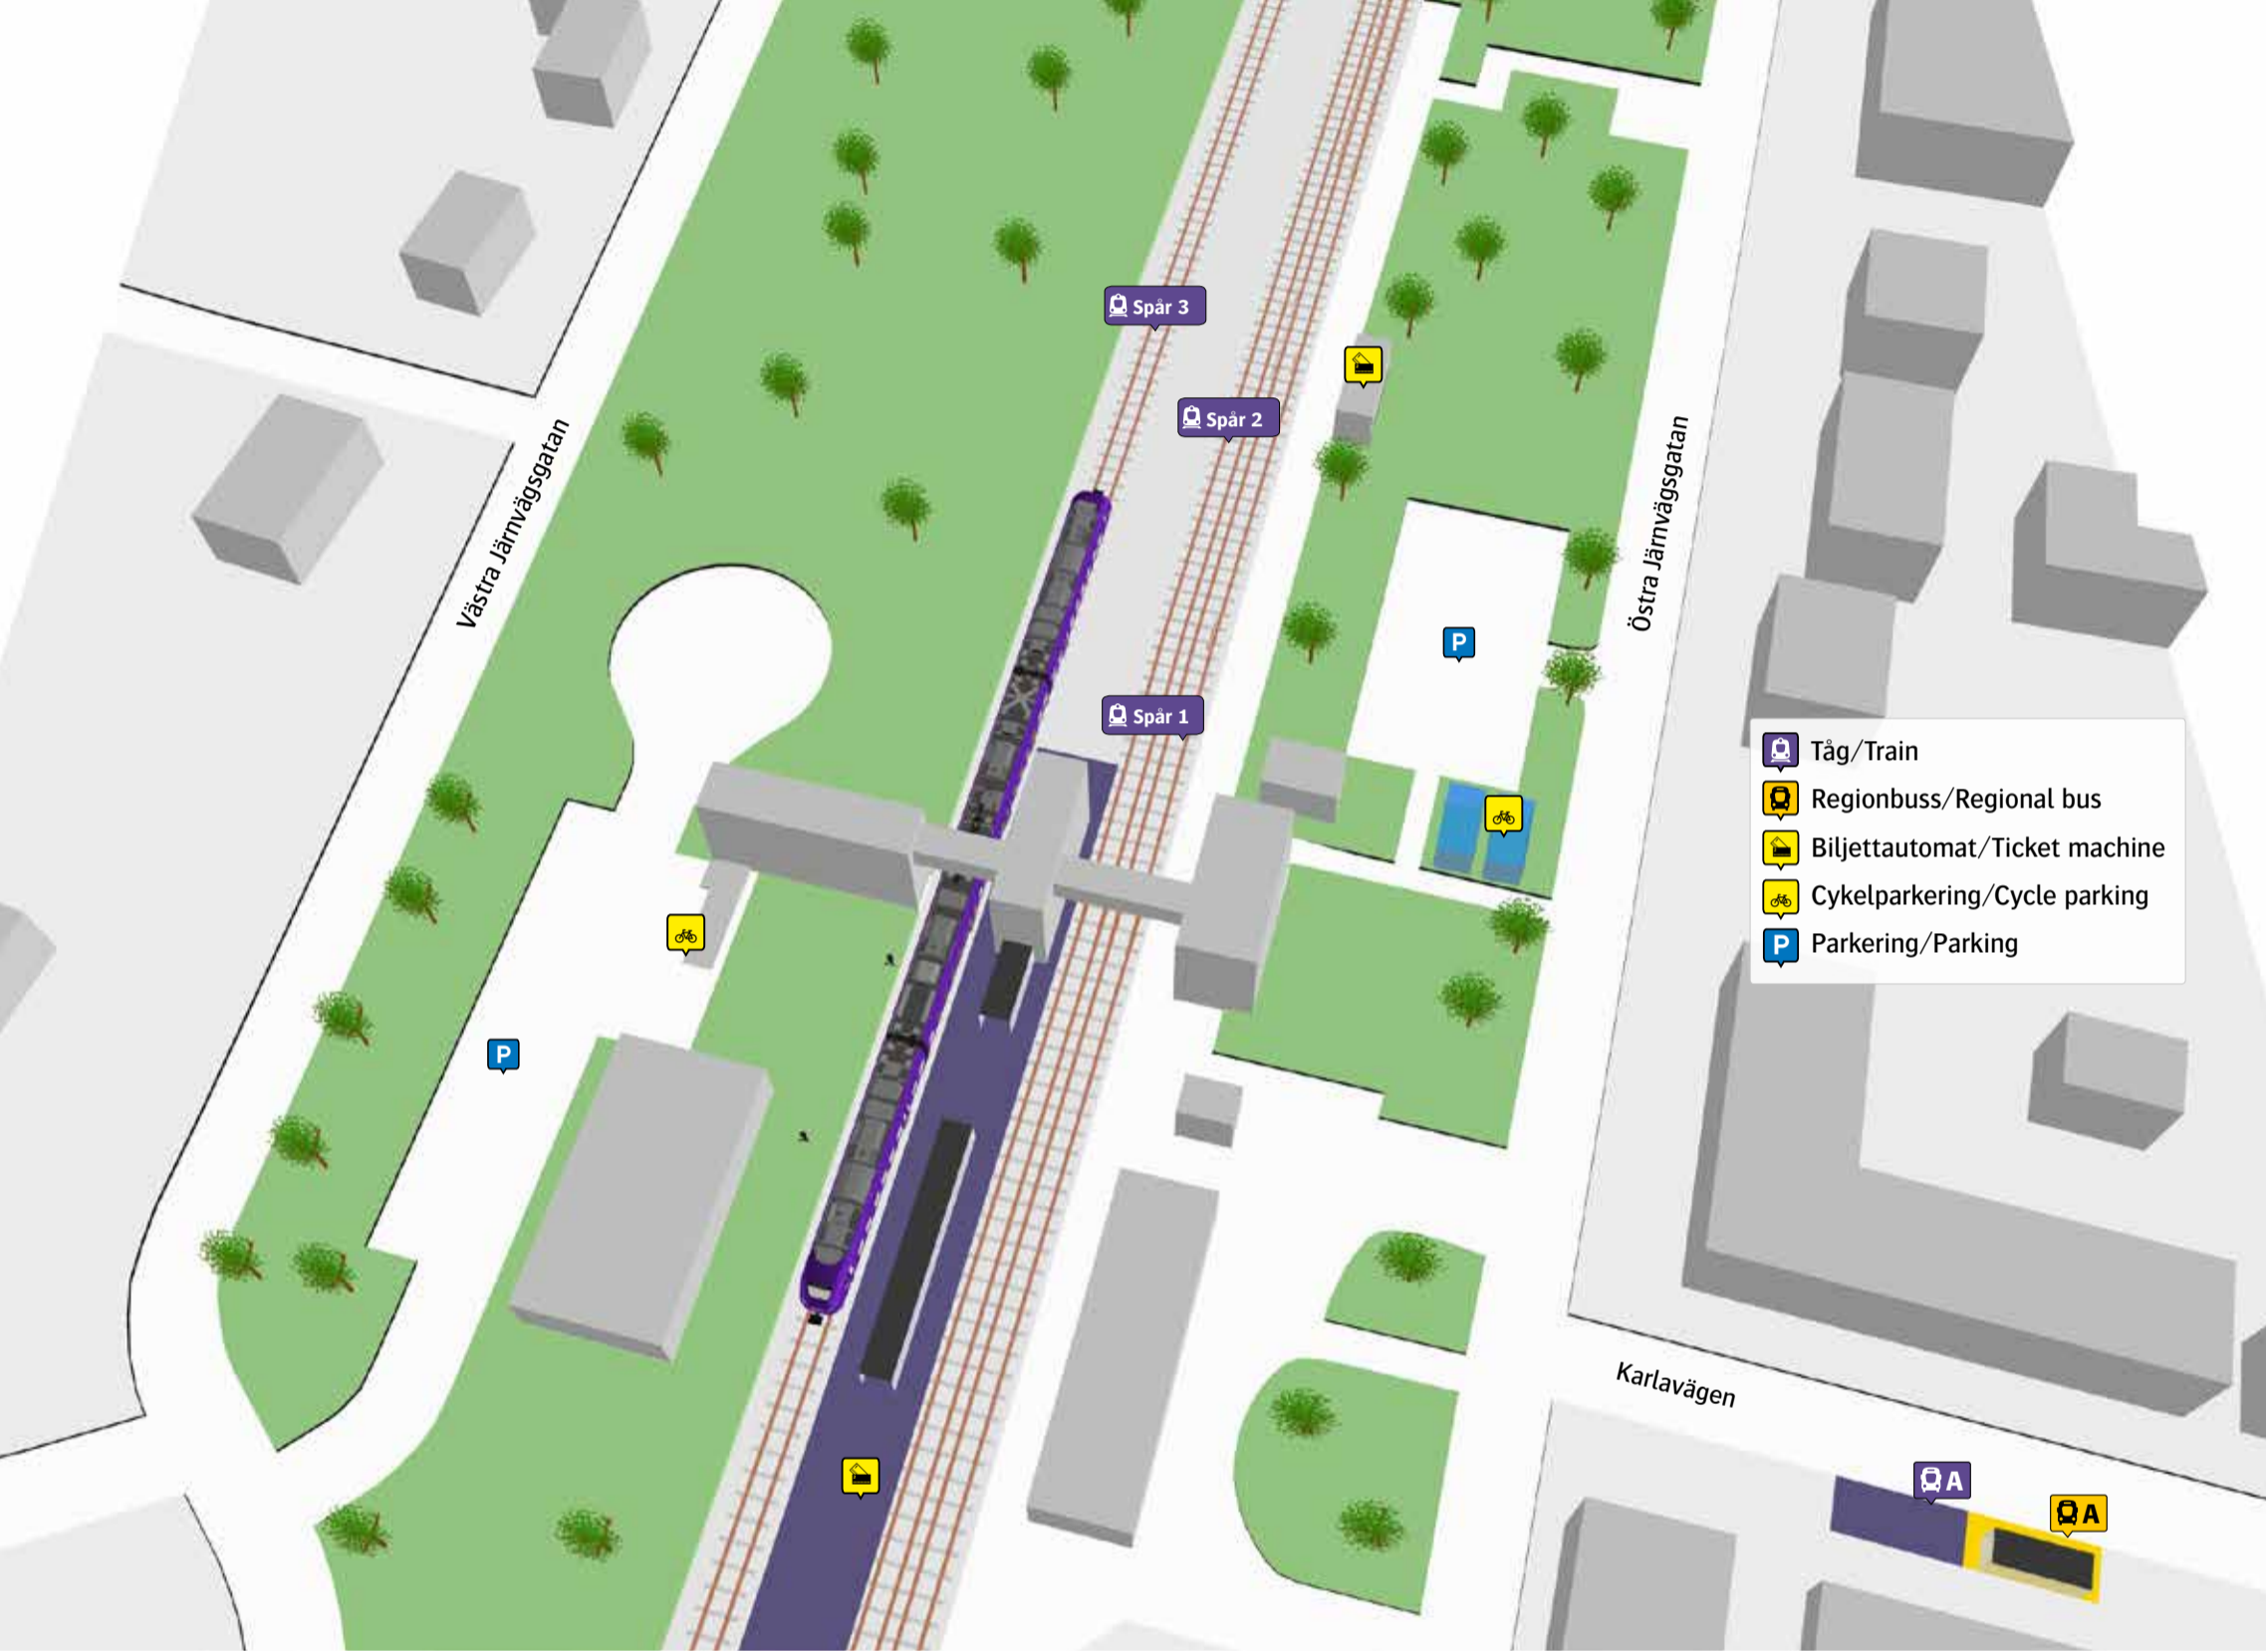 Spår 3
Spår 2
Västra Järnvägsgatan
Östra Järnvägsgatan
P
Spår 1
Tåg/Train
Regionbuss/Regional bus
Biljettautomat/Ticket machine
Cykelparkering/Cycle parking
P Parkering/Parking
P
Karlavägen
A
A